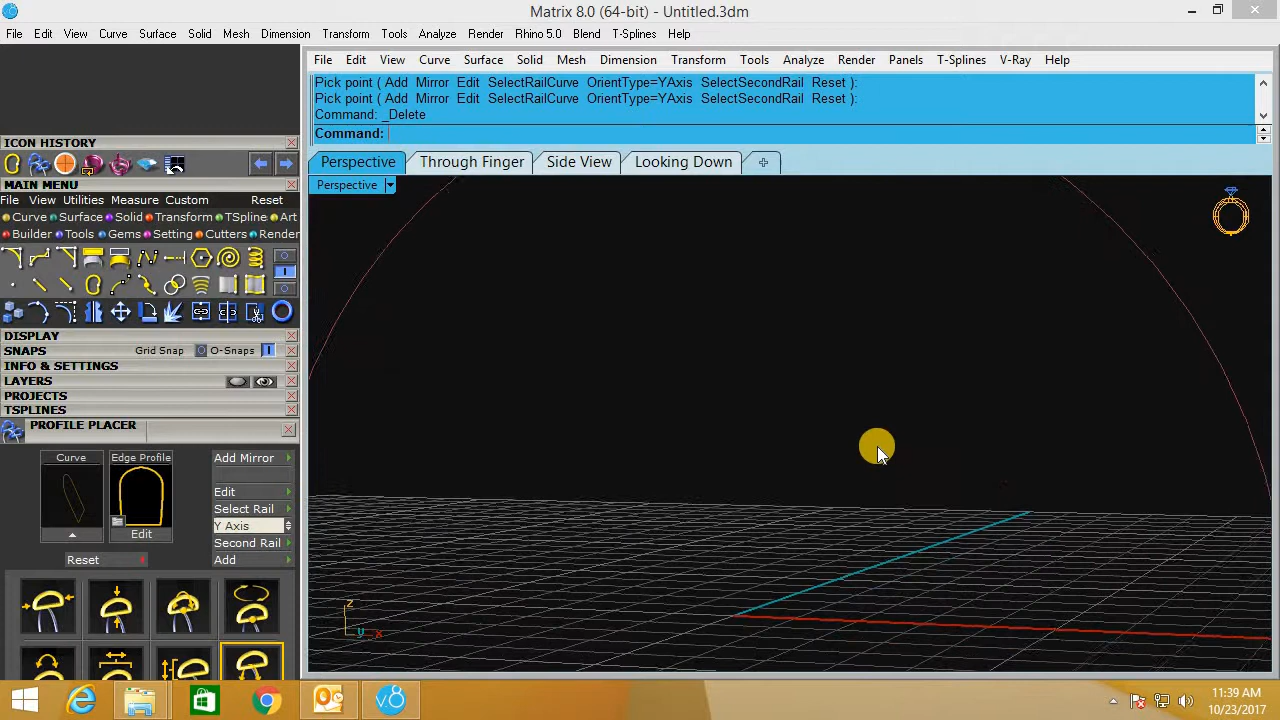 Matrix 8.0 (64-bit) - Untitled.3dm
File Edit View Curve Surface Solid Mesh Dimension Transform Tools Analyze Render Rhino 5.0 Blend T-Splines Help
File Edit View Curve Surface Solid Mesh Dimension Transform Tools Analyze Render Panels T-Splines V-Ray Help
Pick point ( Add Mirror Edit SelectRailCurve OrientType=YAxis SelectSecondRail Reset ):
Pick point ( Add Mirror Edit SelectRailCurve OrientType=YAxis SelectSecondRail Reset ):
Command: _Delete
Command:
Perspective Through Finger Side View Looking Down
Perspective
ICON HISTORY
MAIN MENU
File View Utilities Measure Custom Reset
Curve Surface Solid Transform TSpline Art
Builder Tools Gems Setting Cutters Render
DISPLAY
SNAPS Grid Snap O-Snaps
INFO & SETTINGS
LAYERS
PROJECTS
TSPLINES
PROFILE PLACER
Curve Edge Profile Add Mirror
Edit
Select Rail
Y Axis
Edit Second Rail
Reset Add
z
x
v8
11:39 AM
10/23/2017